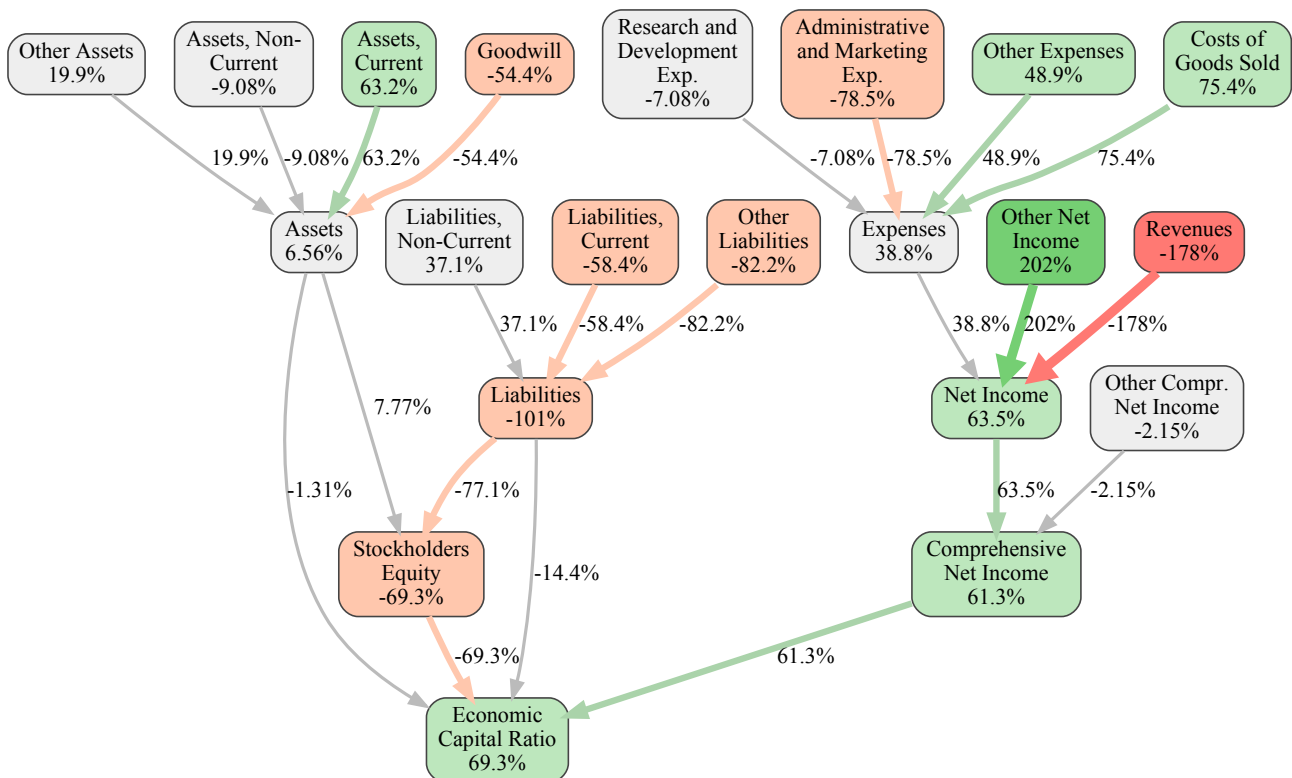 Other Assets
19.9%
Assets, Non-
Current
-9.08%
Assets,
Current
63.2%
Goodwill
-54.4%
Research and
Development
Exp.
-7.08%
Administrative
and Marketing
Exp.
-78.5%
Other Expenses
48.9%
Costs of
Goods Sold
75.4%
19.9%
-9.08%
63.2%
-54.4%
-7.08%
-78.5%
48.9%
75.4%
Assets
6.56%
Liabilities,
Non-Current
37.1%
Liabilities,
Current
-58.4%
Other
Liabilities
-82.2%
Expenses
38.8%
Other Net
Income
202%
Revenues
-178%
37.1%
-58.4%
-82.2%
38.8%
202%
-178%
7.77%
Liabilities
-101%
Net Income
63.5%
Other Compr.
Net Income
-2.15%
-1.31%
-77.1%
63.5%
-2.15%
Stockholders
Equity
-69.3%
-14.4%
Comprehensive
Net Income
61.3%
-69.3%
61.3%
Economic
Capital Ratio
69.3%